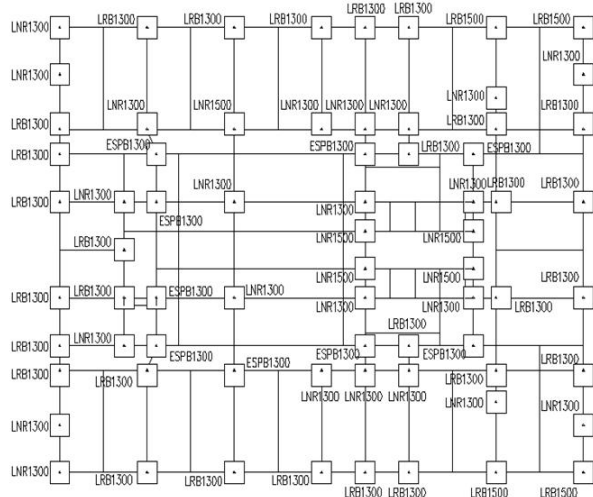 LRB1300 LRB1300
LNR1300 LRB1300 LRB1300 LRB1300 LRB1500 LRB1500
LNR1300 LRB1300
LNR1300
LRB1300 LNR1300 LNR1500 LNR1300 LNR1300 LNR1300 LRB1300 LRB1300
LRB1300 ESPB1300 ESPB1300 LRB1300 ESPB1300
LRB1300 LNR1300 LNR1300 LNR1300 LRB1300 LRB1300
LNR1300
ESPB1300
LNR1500 LNR1500
LRB1300
LNR1500 LNR1500
LRB1300 LRB1300 ESPB1300 LNR1300 LRB1300
LNR1300 LNR1300 LRB1300
LRB1300
LRB1300 LNR1300 ESPB1300 ESPB1300 ESPB1300 LRB1300
LRB1300 LRB1300 ESPB1300 LRB1300
LNR1300 LNR1300 LNR1300 LNR1300
LNR1300 LNR1300
LNR1300 LRB1300 LRB1300 LRB1300 LRB1300 LRB1300 LRB1500 LRB1500